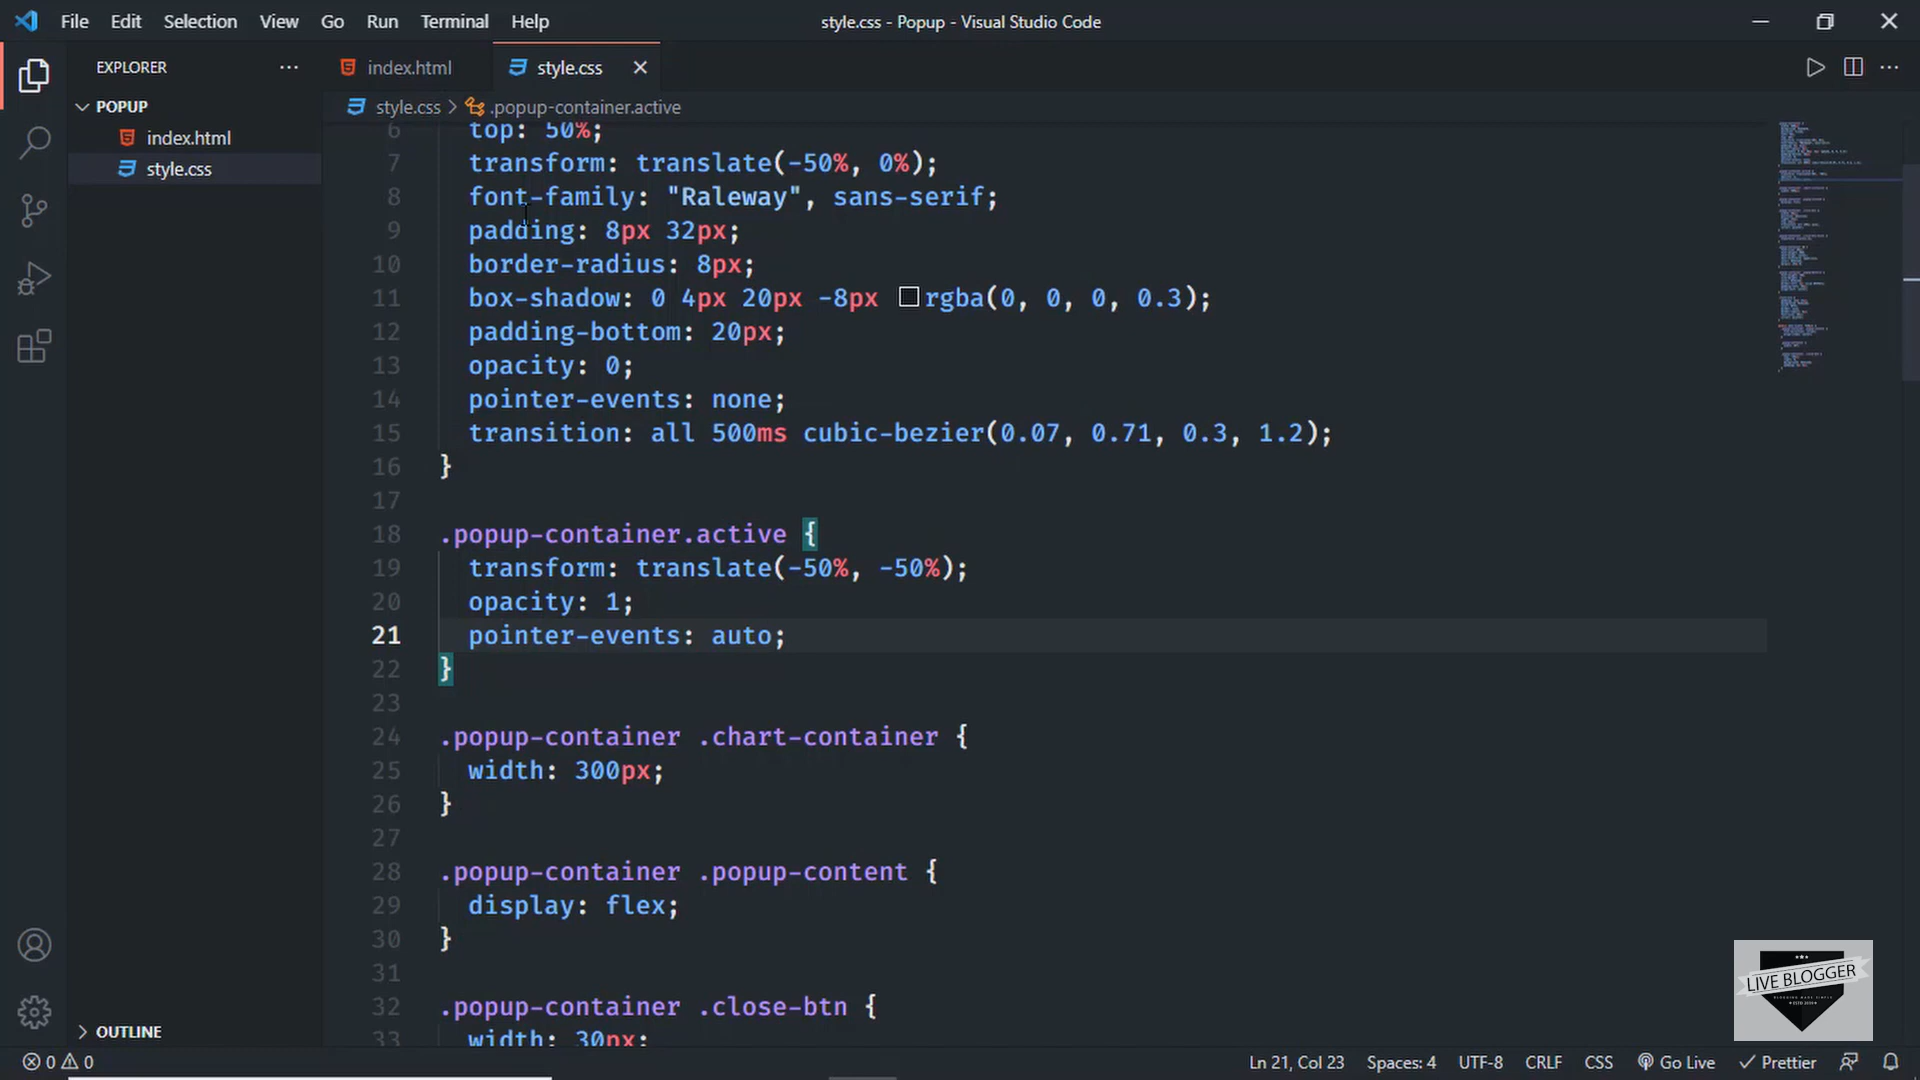 File Edit Selection View Go Run Terminal Help
style.css - Popup - Visual Studio Code
EXPLORER
index.html
style.css
POPUP
index.html
style.css
OUTLINE
style.css > .popup-container.active
6 top: 50%;
7 transform: translate(-50%, 0%);
8 font-family: "Raleway", sans-serif;
9 padding: 8px 32px;
10 border-radius: 8px;
11 box-shadow: 0 4px 20px -8px rgba(0, 0, 0, 0.3);
12 padding-bottom: 20px;
13 opacity: 0;
14 pointer-events: none;
15 transition: all 500ms cubic-bezier(0.07, 0.71, 0.3, 1.2);
16 }
17
18 .popup-container.active {
19 transform: translate(-50%, -50%);
20 opacity: 1;
21 pointer-events: auto;
22 }
23
24 .popup-container .chart-container {
25 width: 300px;
26 }
27
28 .popup-container .popup-content {
29 display: flex;
30 }
31
32 .popup-container .close-btn {
33 width: 30px;
LIVE BLOGGER
0 0
Ln 21, Col 23 Spaces: 4 UTF-8 CRLF CSS Go Live Prettier